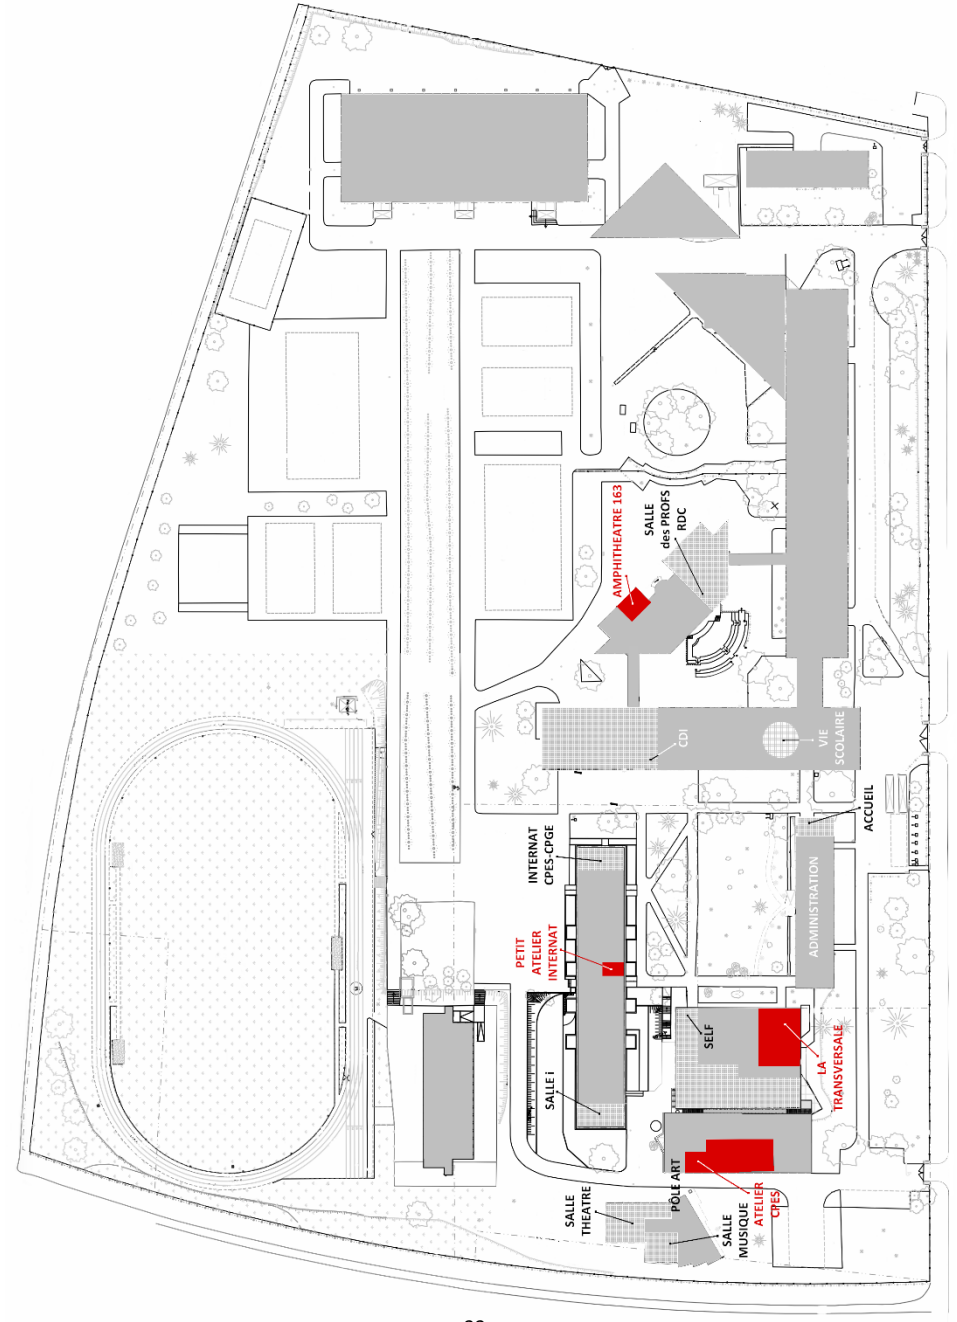 AMPHITHEATRE 163
SALLE
des PROFS
RDC
CDI
VIE
SCOLAIRE
ACCUEIL
INTERNAT
CPES-CPGE
PETIT
ATELIER
INTERNAT
ADMINISTRATION
SELF
LA
TRANSVERSALE
SALLE i
POLE ART
ATELIER
CPES
SALLE
THEATRE
SALLE
MUSIQUE